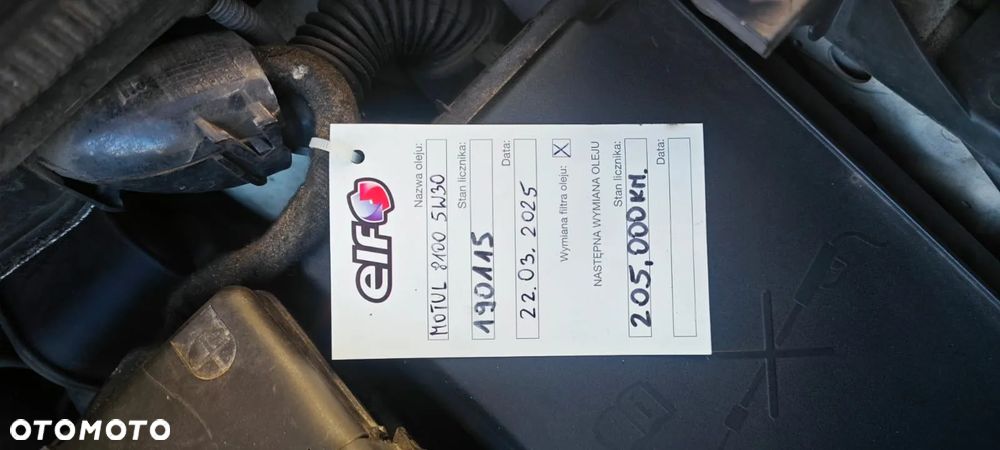 elf
Nazwa oleju:
MOTUL 8100 5W30
Stan licznika:
190115
Data:
22.03.2025
Wymiana filtra oleju: X
NASTĘPNA WYMIANA OLEJU
Stan licznika:
205,000KM.
Data:
OTOMOTO